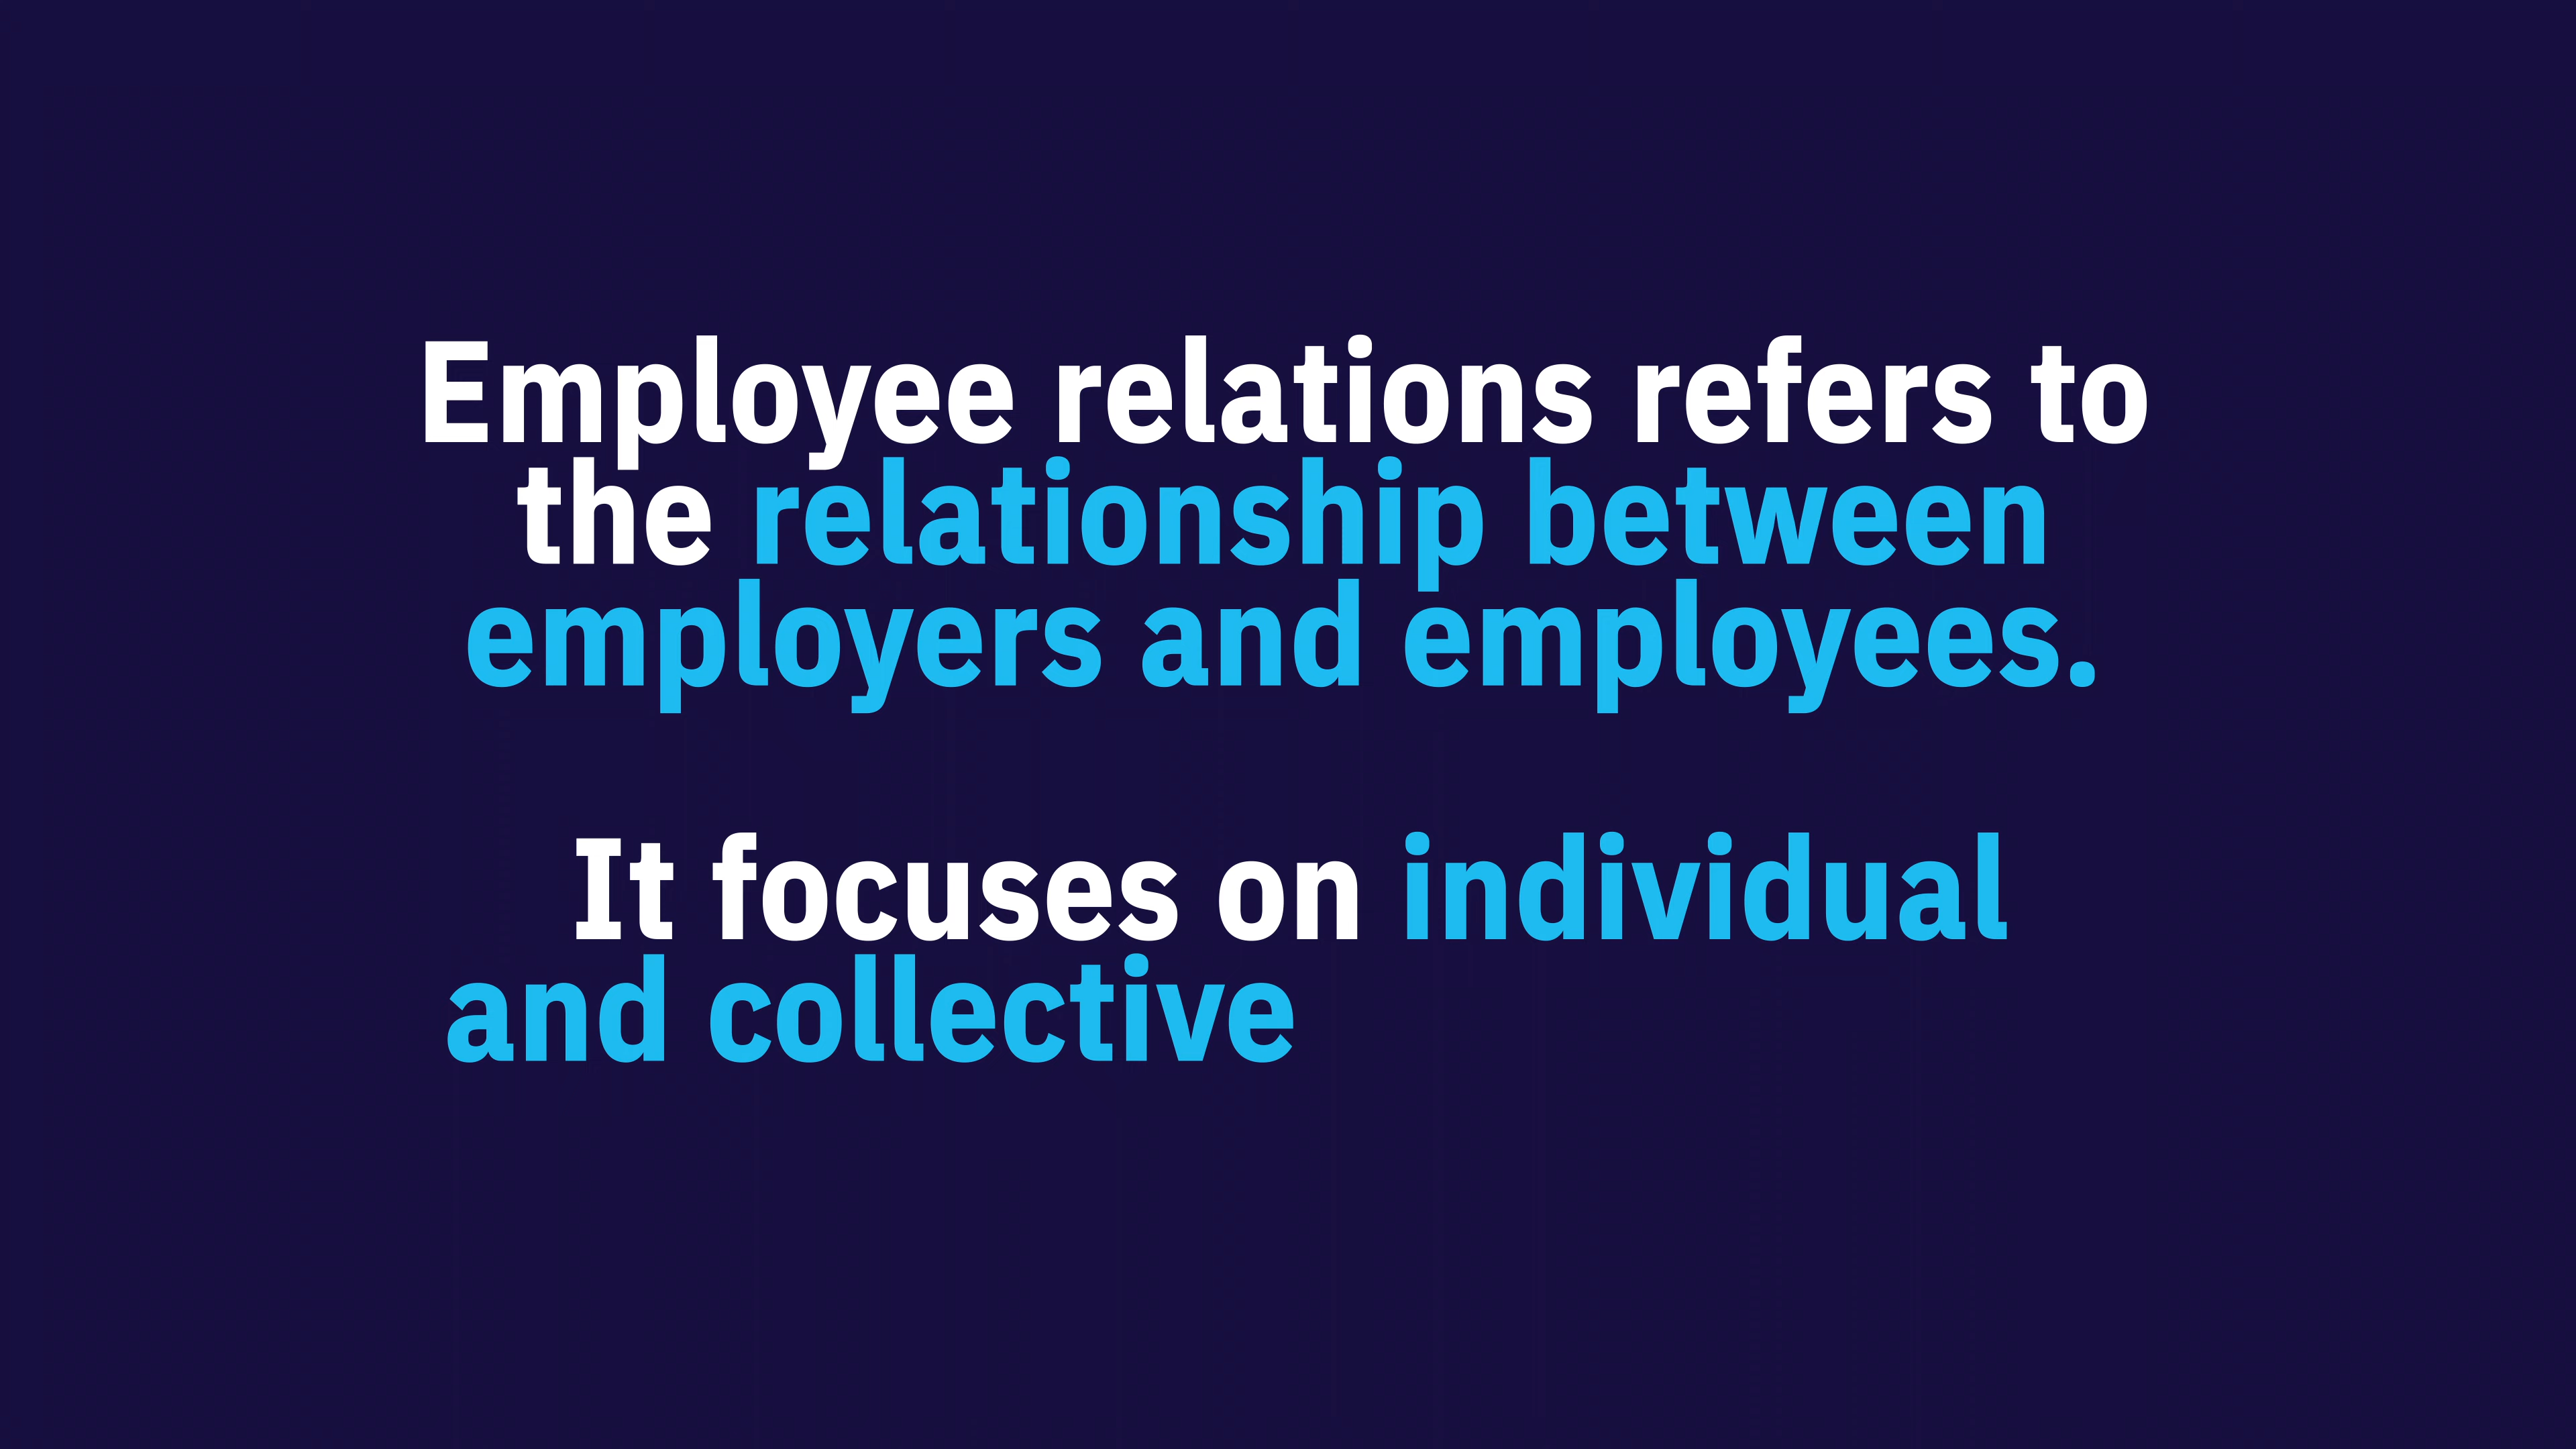 Employee relations refers to
the relationship between
employers and employees.
It focuses on individual
and collective